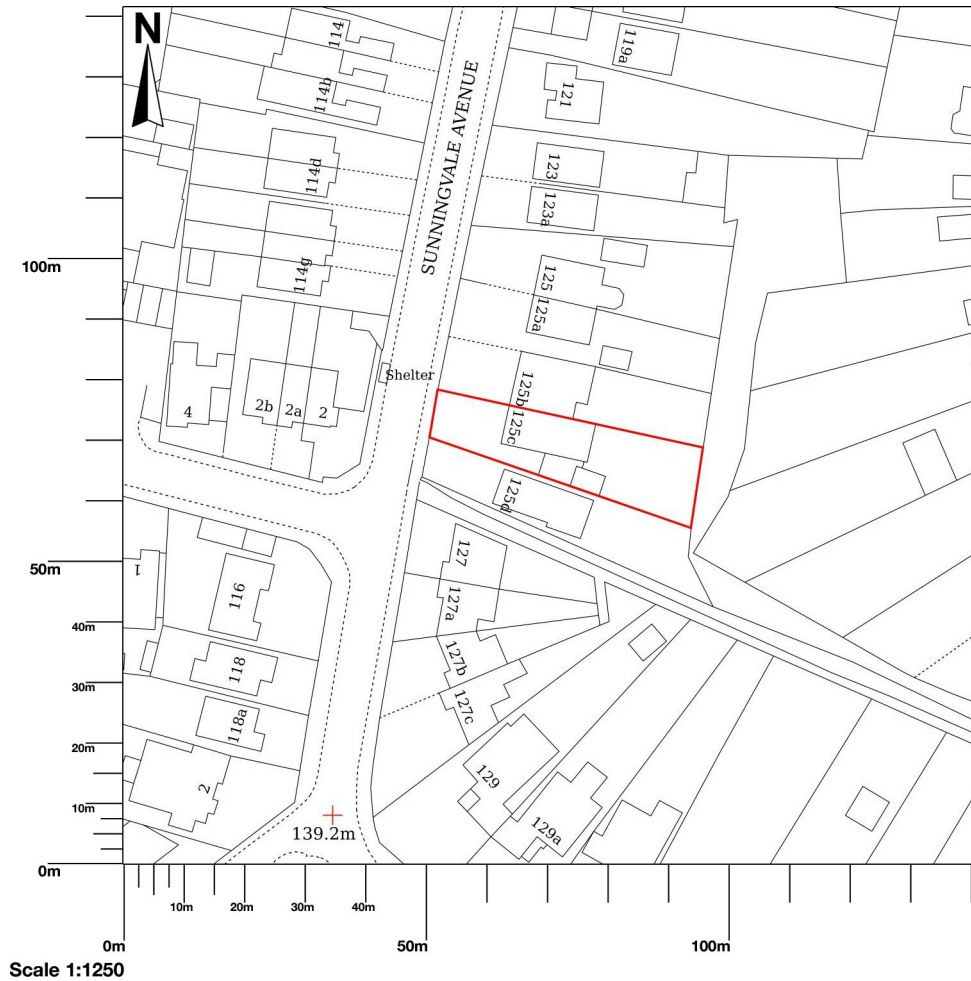 N
SUNNINGVALE AVENUE
114
114b
114d
114g
119a
121
123
123a
125
125a
125b
125c
125d
Shelter
4
2b
2a
2
1
116
118
118a
2
127
127a
127b
127c
129
129a
139.2m
100m
50m
40m
30m
20m
10m
0m
10m
20m
30m
40m
0m
50m
100m
Scale 1:1250